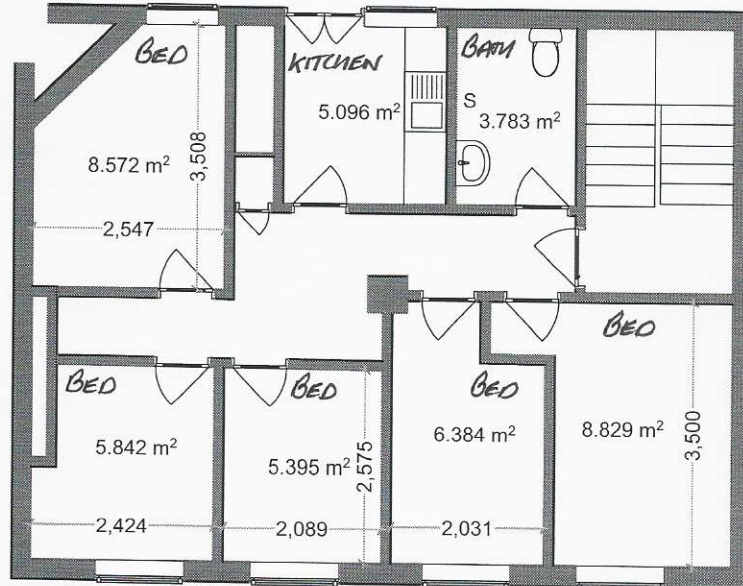 BED
KITCHEN
BATH
5.096 m²
S
3.783 m²
8.572 m²
3,508
2,547
BED
BED
BED
BED
5.842 m²
5.395 m²
2,575
6.384 m²
8.829 m²
3,500
2,424
2,089
2,031